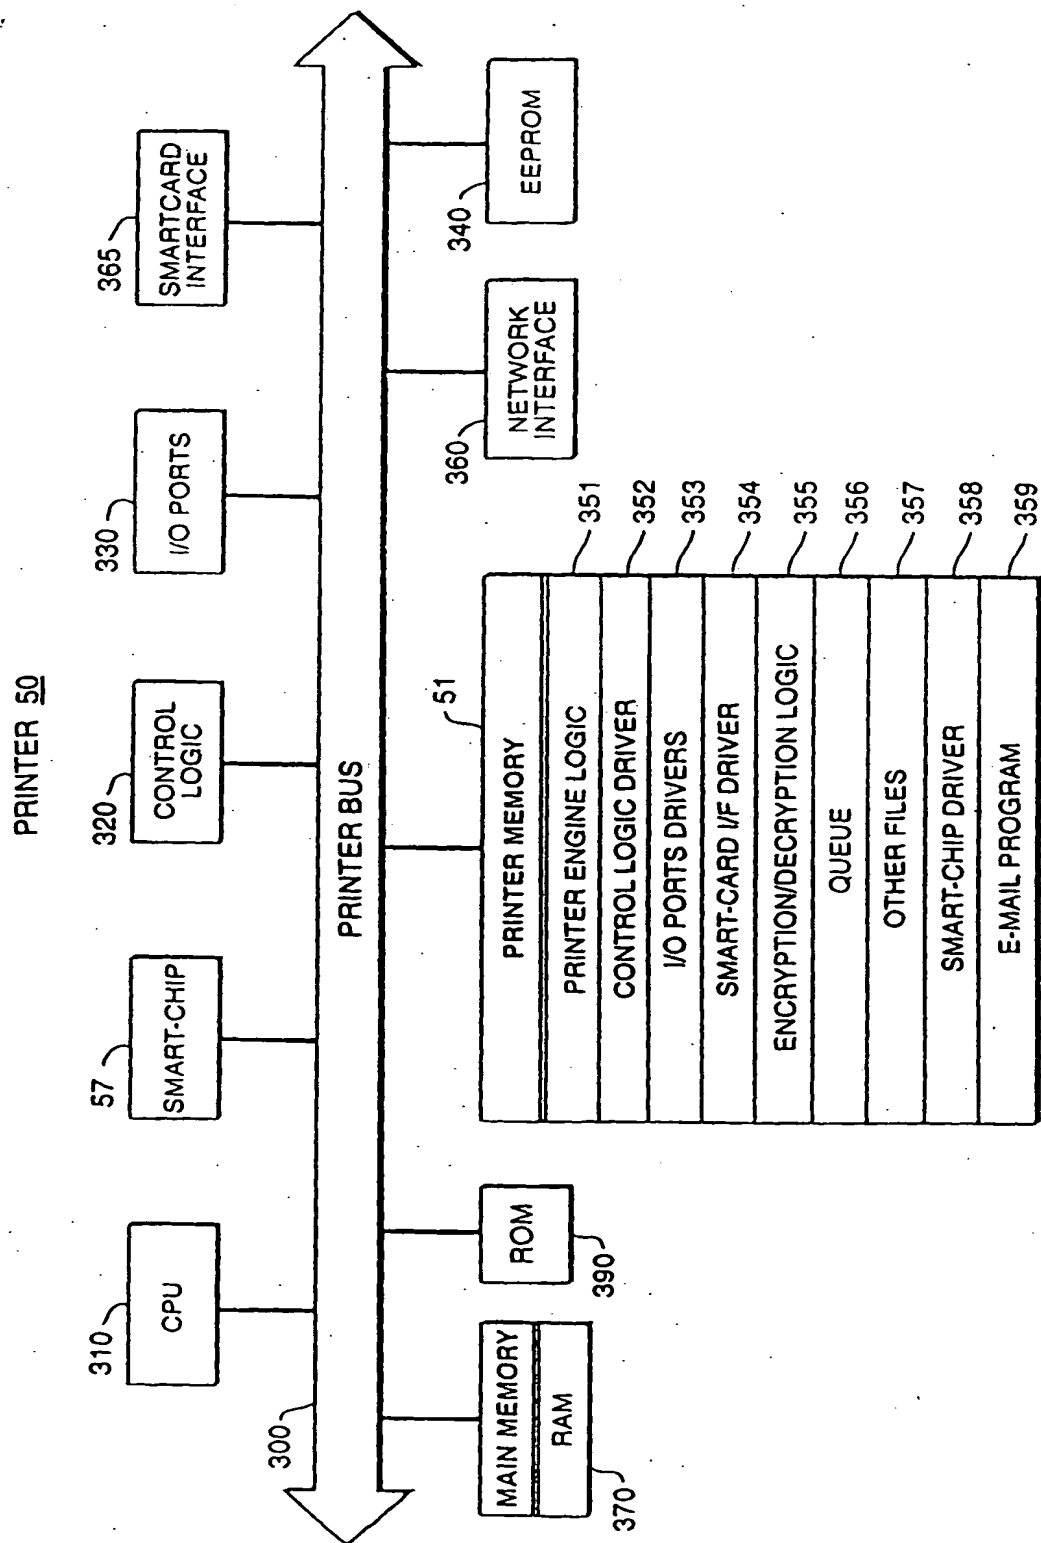 PRINTER 50
310
CPU
57
SMART-CHIP
320
CONTROL
LOGIC
330
I/O PORTS
365
SMARTCARD
INTERFACE
300
PRINTER BUS
MAIN MEMORY
RAM
370
ROM
390
51
PRINTER MEMORY
PRINTER ENGINE LOGIC
351
CONTROL LOGIC DRIVER
352
I/O PORTS DRIVERS
353
SMART-CARD I/F DRIVER
354
ENCRYPTION/DECRYPTION LOGIC
355
QUEUE
356
OTHER FILES
357
SMART-CHIP DRIVER
358
E-MAIL PROGRAM
359
360
NETWORK
INTERFACE
340
EEPROM